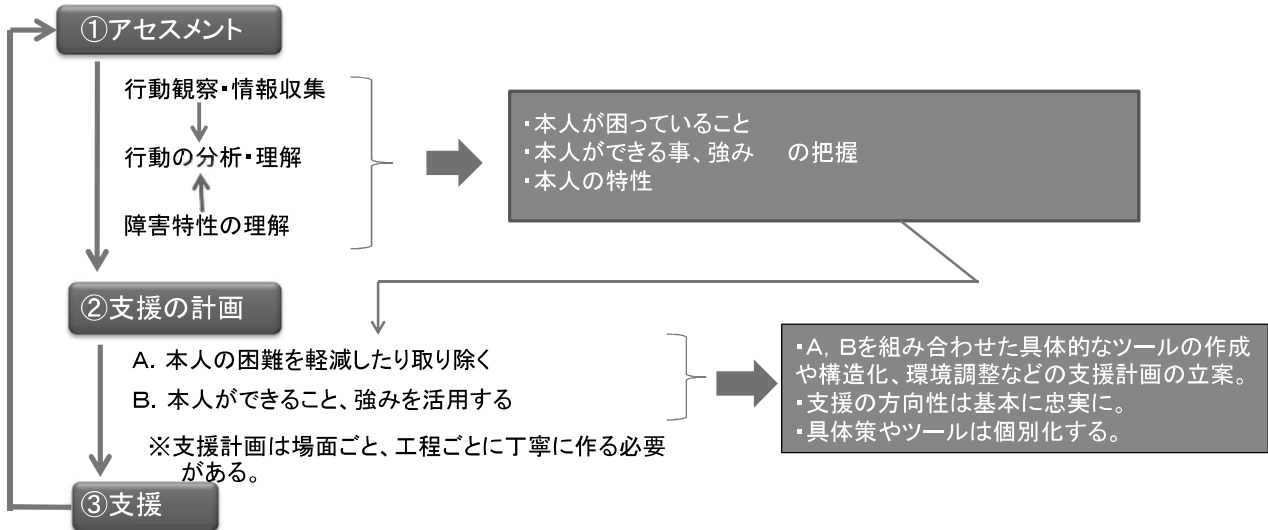 ①アセスメント
行動観察・情報収集
行動の分析・理解
障害特性の理解
・本人が困っていること
・本人ができる事、強み　の把握
・本人の特性
②支援の計画
A. 本人の困難を軽減したり取り除く
B. 本人ができること、強みを活用する
※支援計画は場面ごと、工程ごとに丁寧に作る必要
がある。
・A, Bを組み合わせた具体的なツールの作成
や構造化、環境調整などの支援計画の立案。
・支援の方向性は基本に忠実に。
・具体策やツールは個別化する。
③支援